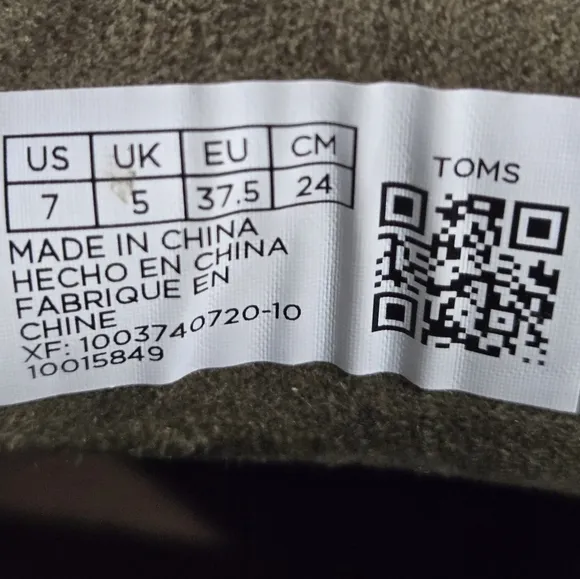 US UK EU CM
7 5 37.5 24
MADE IN CHINA
HECHO EN CHINA
FABRIQUE EN
CHINE
XF: 1003740720-10
10015849
TOMS